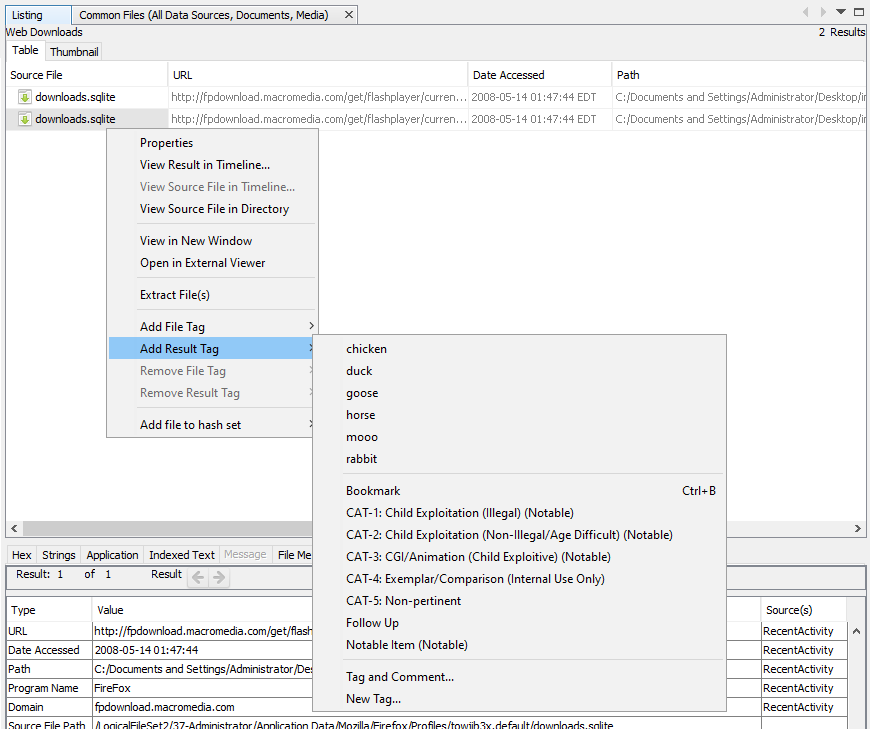 Listing
Common Files (All Data Sources, Documents, Media)
Web Downloads
2 Results
Table Thumbnail
Source File URL Date Accessed Path
downloads.sqlite http://fpdownload.macromedia.com/get/flashplayer/curren... 2008-05-14 01:47:44 EDT C:/Documents and Settings/Administrator/Desktop/in
downloads.sqlite http://fpdownload.macromedia.com/get/flashplayer/curren... 2008-05-14 01:47:44 EDT C:/Documents and Settings/Administrator/Desktop/in
Properties
View Result in Timeline...
View Source File in Timeline...
View Source File in Directory
View in New Window
Open in External Viewer
Extract File(s)
Add File Tag
Add Result Tag
Remove File Tag
Remove Result Tag
Add file to hash set
chicken
duck
goose
horse
mooo
rabbit
Bookmark Ctrl+B
CAT-1: Child Exploitation (Illegal) (Notable)
CAT-2: Child Exploitation (Non-Illegal/Age Difficult) (Notable)
CAT-3: CGI/Animation (Child Exploitive) (Notable)
CAT-4: Exemplar/Comparison (Internal Use Only)
CAT-5: Non-pertinent
Follow Up
Notable Item (Notable)
Tag and Comment...
New Tag...
Hex Strings Application Indexed Text Message File Me
Result: 1 of 1 Result
Type Value Source(s)
URL http://fpdownload.macromedia.com/get/flash RecentActivity
Date Accessed 2008-05-14 01:47:44 RecentActivity
Path C:/Documents and Settings/Administrator/Des RecentActivity
Program Name FireFox RecentActivity
Domain fpdownload.macromedia.com RecentActivity
Source File Path /LogicalFileSet2/37-Administrator/Application Data/Mozilla/Firefox/Profiles/towjib3x.default/downloads.sqlite